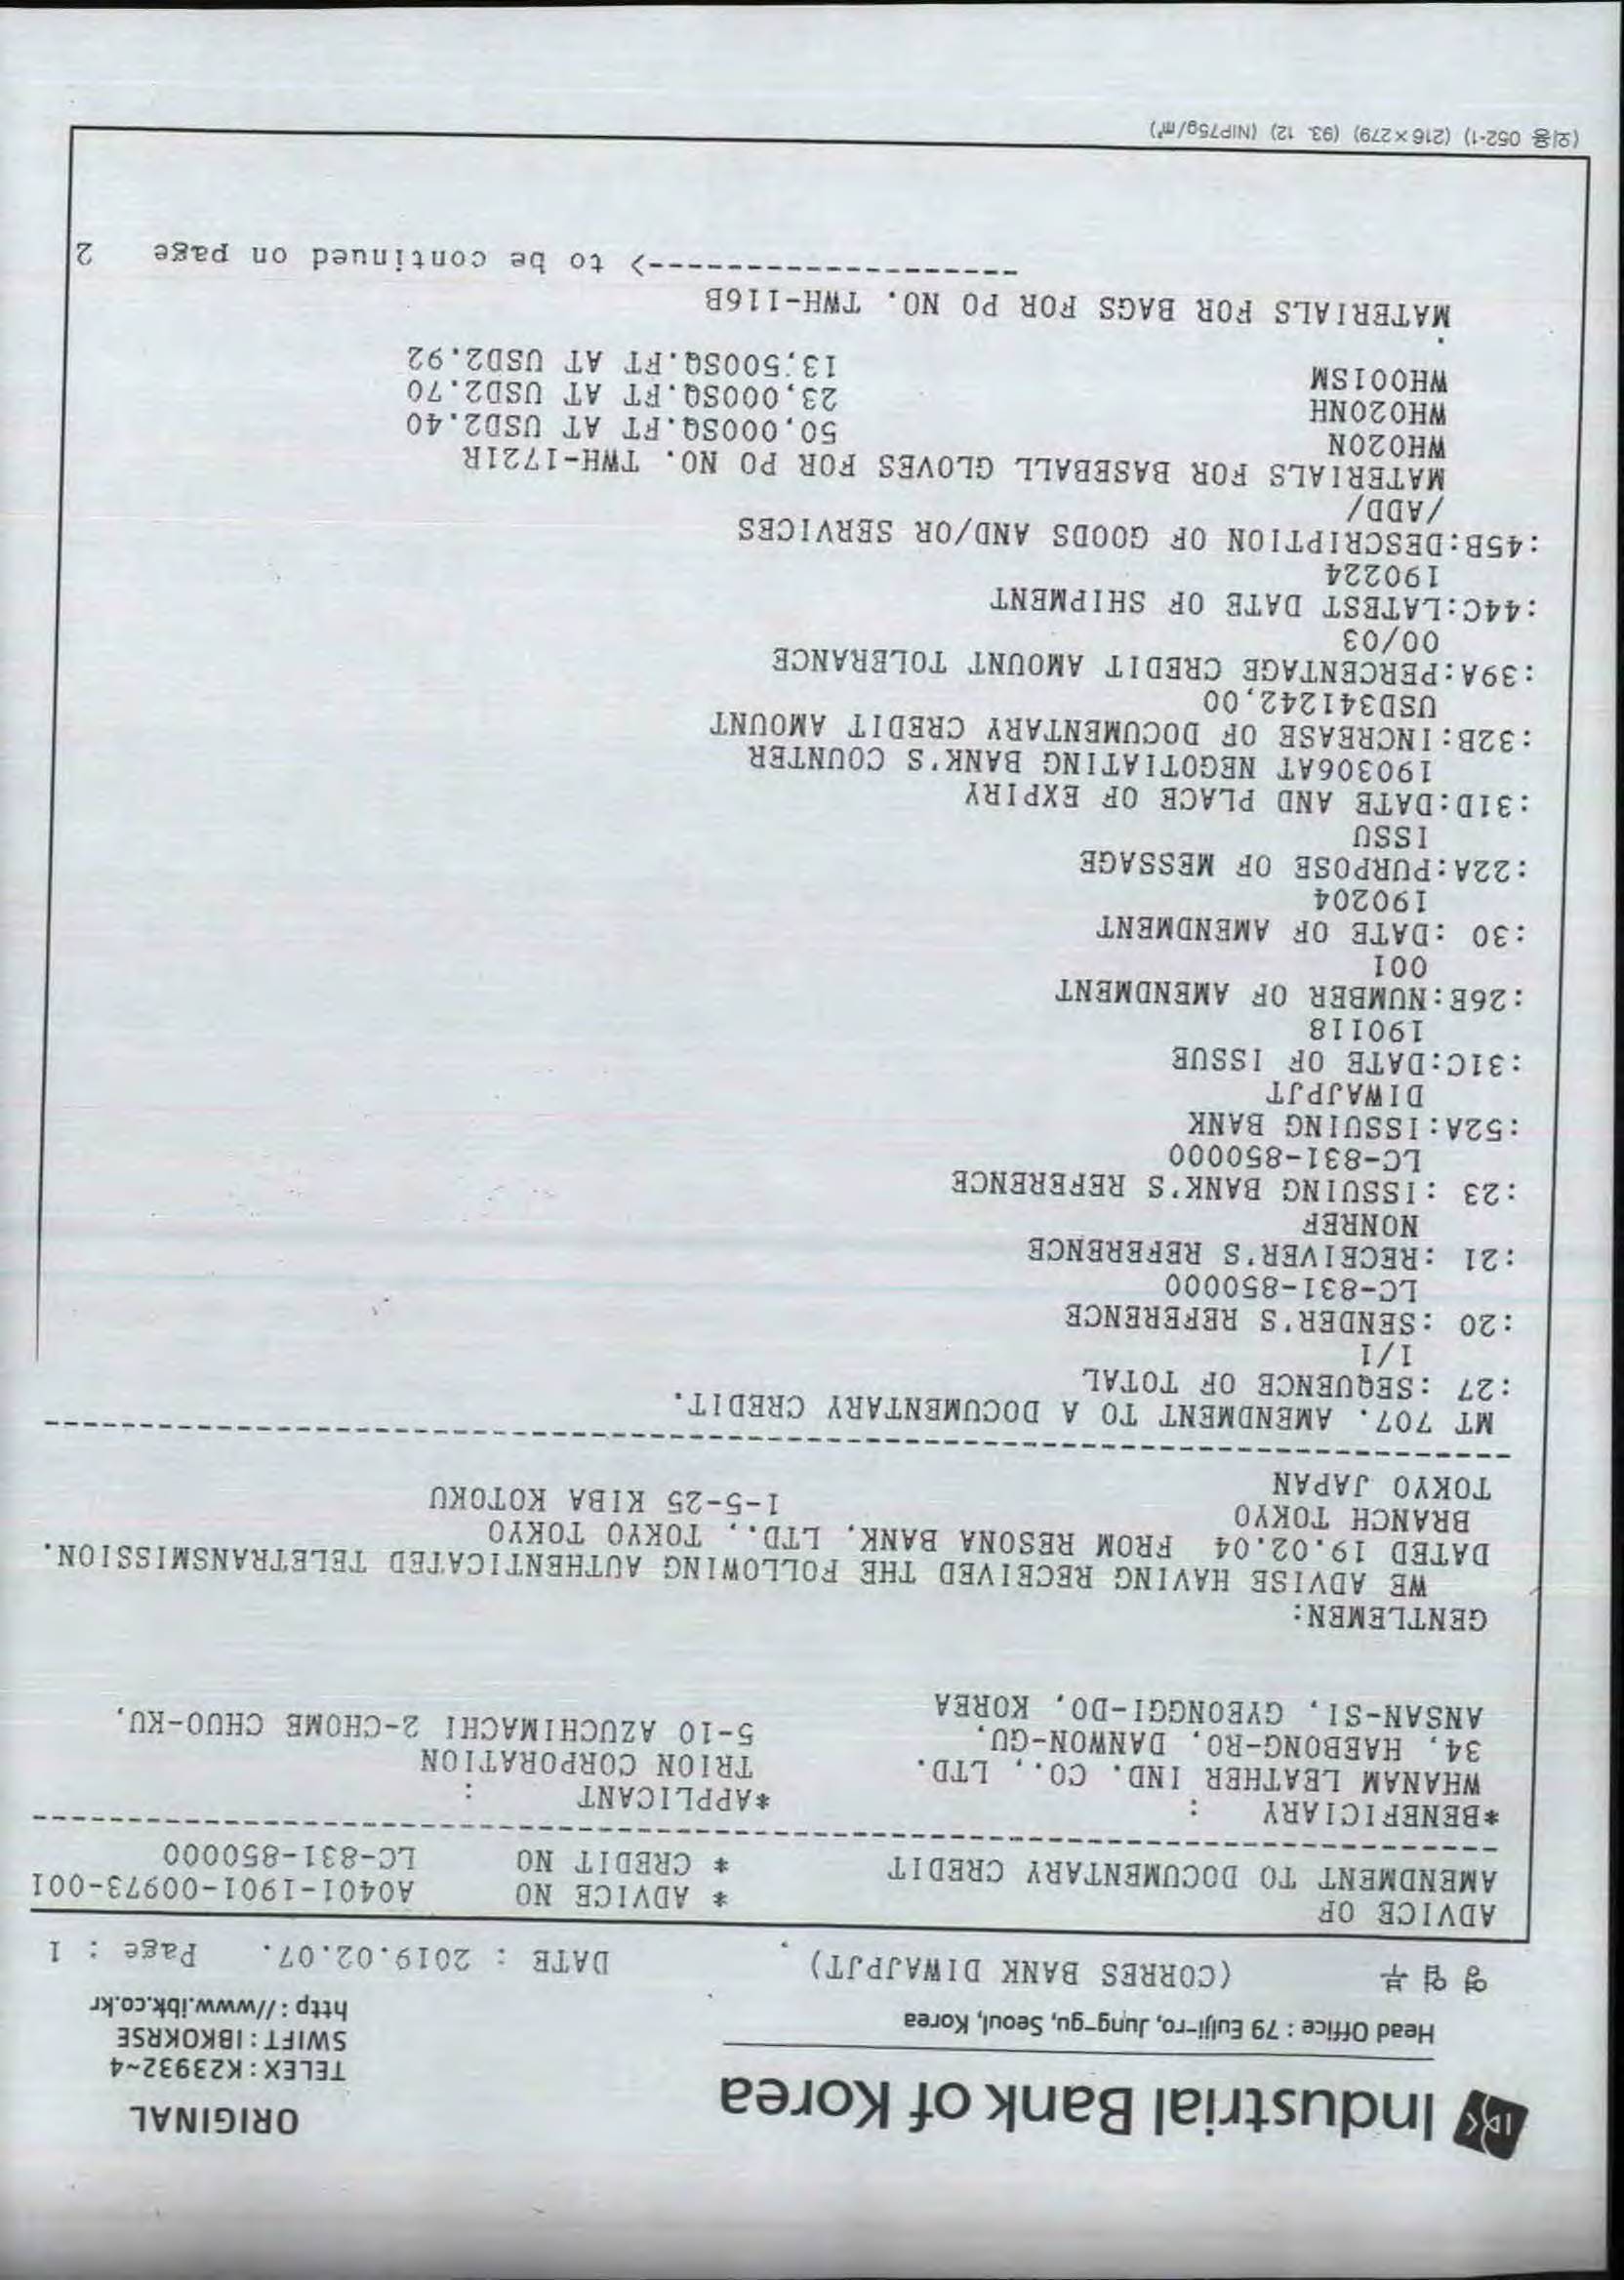 Industrial Bank of Korea
ORIGINAL
TELEX : K23932~4
Head Office : 79 Eulji-ro, Jung-gu, Seoul, Korea
SWIFT : IBKOKRSE
http : //www.ibk.co.kr
영 업 부 (CORRES BANK DIWAJPJT) DATE : 2019.02.07. Page : 1
ADVICE OF * ADVICE NO A0401-1901-00973-001
AMENDMENT TO DOCUMENTARY CREDIT * CREDIT NO LC-831-850000
--------------------------------------------------------------------------------
*BENEFICIARY : *APPLICANT :
WHANAM LEATHER IND. CO., LTD. TRION CORPORATION
34, HAEBONG-RO, DANWON-GU, 5-10 AZUCHIMACHI 2-CHOME CHUO-KU,
ANSAN-SI, GYEONGGI-DO, KOREA
GENTLEMEN:
WE ADVISE HAVING RECEIVED THE FOLLOWING AUTHENTICATED TELETRANSMISSION.
DATED 19.02.04 FROM RESONA BANK, LTD., TOKYO TOKYO
BRANCH TOKYO 1-5-25 KIBA KOTOKU
TOKYO JAPAN
--------------------------------------------------------------------------------
MT 707. AMENDMENT TO A DOCUMENTARY CREDIT.
:27 :SEQUENCE OF TOTAL
1/1
:20 :SENDER'S REFERENCE
LC-831-850000
:21 :RECEIVER'S REFERENCE
NONREF
:23 :ISSUING BANK'S REFERENCE
LC-831-850000
:52A:ISSUING BANK
DIWAJPJT
:31C:DATE OF ISSUE
190118
:26E:NUMBER OF AMENDMENT
001
:30 :DATE OF AMENDMENT
190204
:22A:PURPOSE OF MESSAGE
ISSU
:31D:DATE AND PLACE OF EXPIRY
190306AT NEGOTIATING BANK'S COUNTER
:32B:INCREASE OF DOCUMENTARY CREDIT AMOUNT
USD341242,00
:39A:PERCENTAGE CREDIT AMOUNT TOLERANCE
00/03
:44C:LATEST DATE OF SHIPMENT
190224
:45B:DESCRIPTION OF GOODS AND/OR SERVICES
/ADD/
MATERIALS FOR BASEBALL GLOVES FOR PO NO. TWH-1721R
WH020N 50,000SQ.FT AT USD2.40
WH020NH 23,000SQ.FT AT USD2.70
WH001SM 13,500SQ.FT AT USD2.92
.
MATERIALS FOR BAGS FOR PO NO. TWH-116B
-------------------> to be continued on page 2
(외용 052-1) (216×279) (93. 12) (NIP75g/㎡)